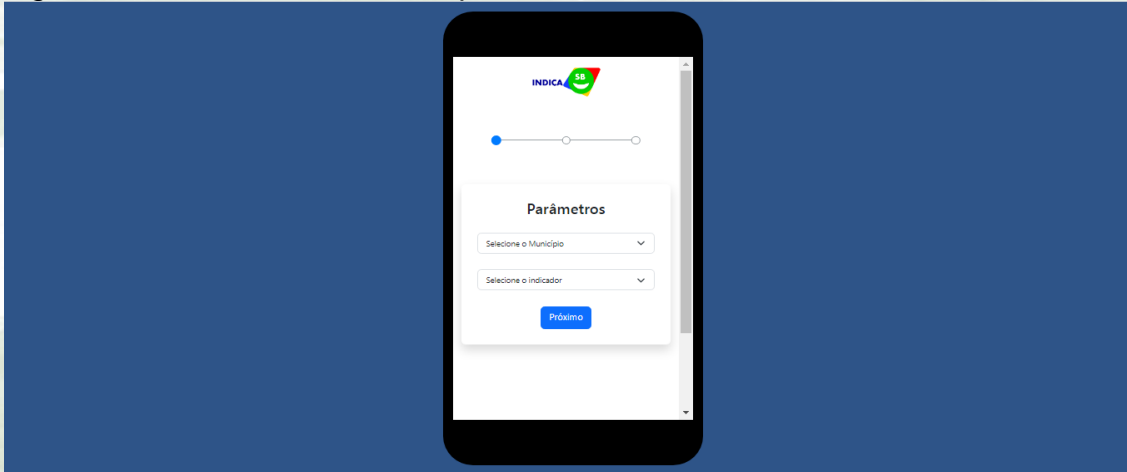 INDICA SB
Parâmetros
Selecione o Município
Selecione o indicador
Próximo